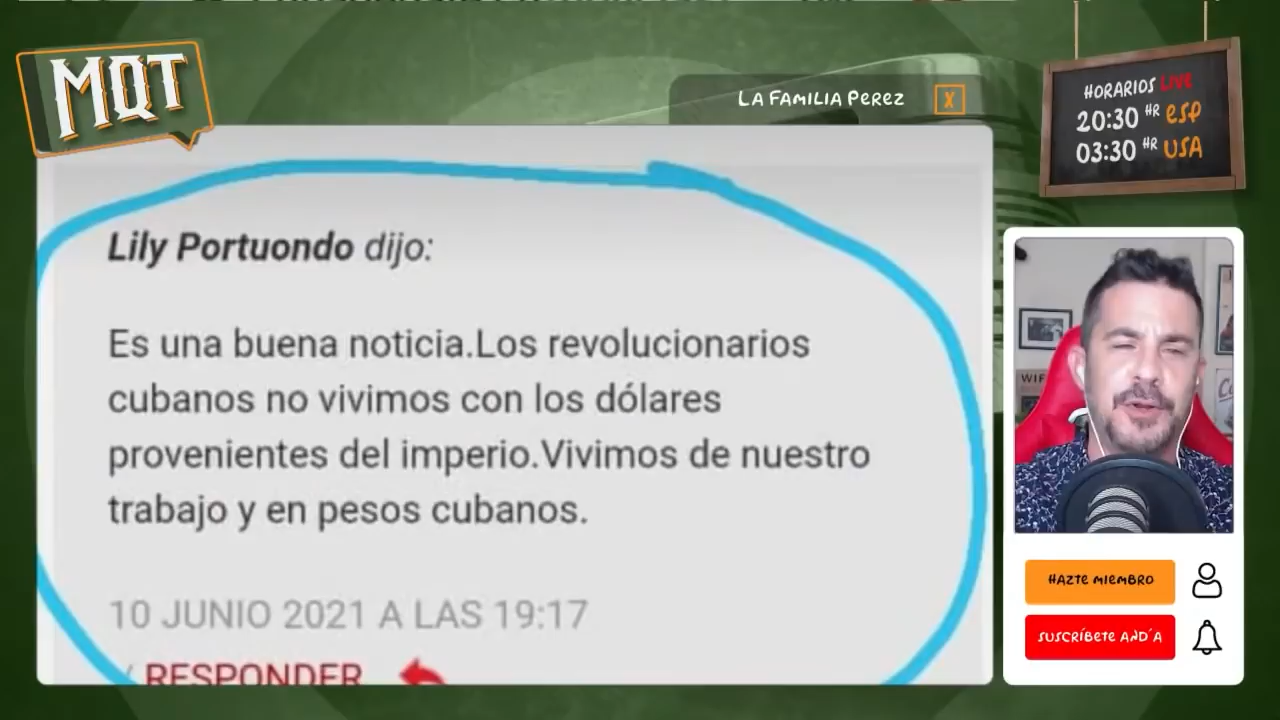 MQT
LA FAMILIA PEREZ
X
HORARIOS LIVE
20:30 HR ESP
03:30 HR USA
Lily Portuondo dijo:
Es una buena noticia.Los revolucionarios
cubanos no vivimos con los dólares
provenientes del imperio.Vivimos de nuestro
trabajo y en pesos cubanos.
10 JUNIO 2021 A LAS 19:17
RESPONDER
WIF
HAZTE MIEMBRO
SUSCRÍBETE AND´A